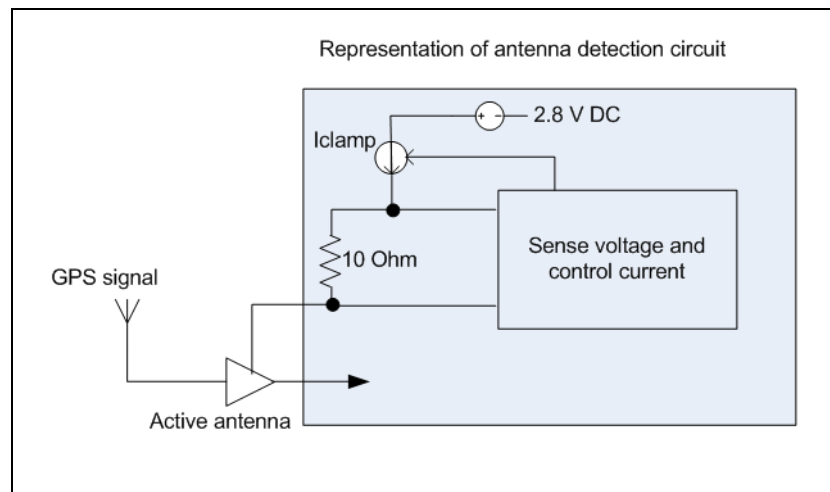 Representation of antenna detection circuit
+ -
2.8 V DC
Iclamp
Sense voltage and
control current
10 Ohm
GPS signal
Active antenna